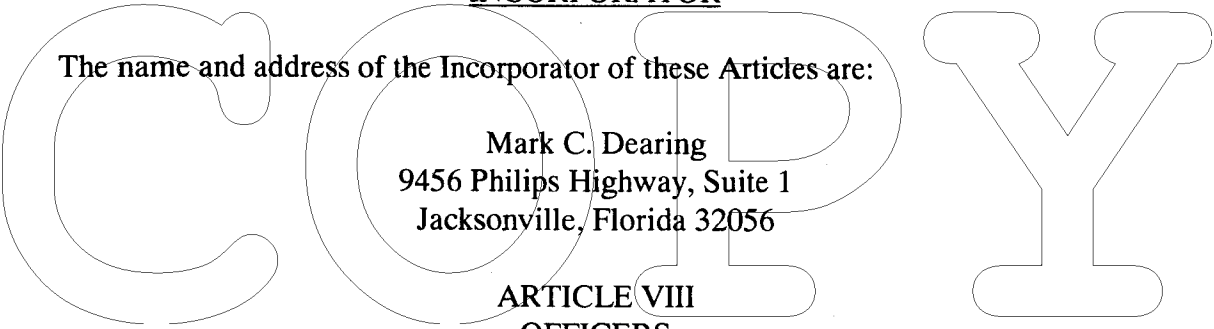 INCORPORATOR
The name and address of the Incorporator of these Articles are:
Mark C. Dearing
9456 Philips Highway, Suite 1
Jacksonville, Florida 32056
ARTICLE VIII
OFFICERS
COPY